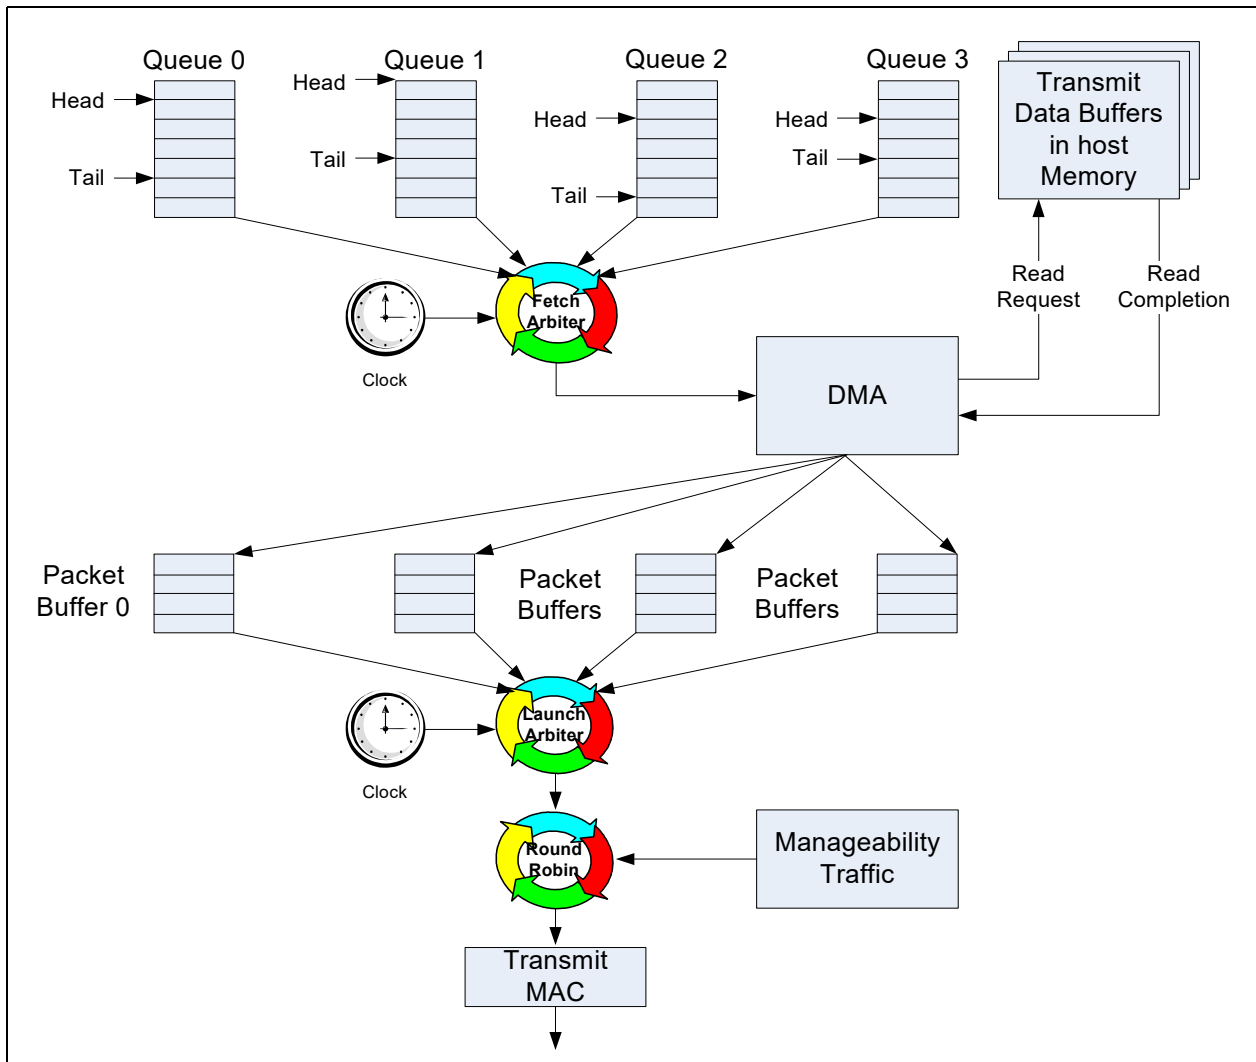 Queue 0
Queue 1
Queue 2
Queue 3
Head
Tail
Head
Tail
Head
Tail
Head
Tail
Transmit
Data Buffers
in host
Memory
Fetch
Arbiter
Clock
Read
Request
Read
Completion
DMA
Packet
Buffer 0
Packet
Buffers
Packet
Buffers
Launch
Arbiter
Clock
Round
Robin
Manageability
Traffic
Transmit
MAC